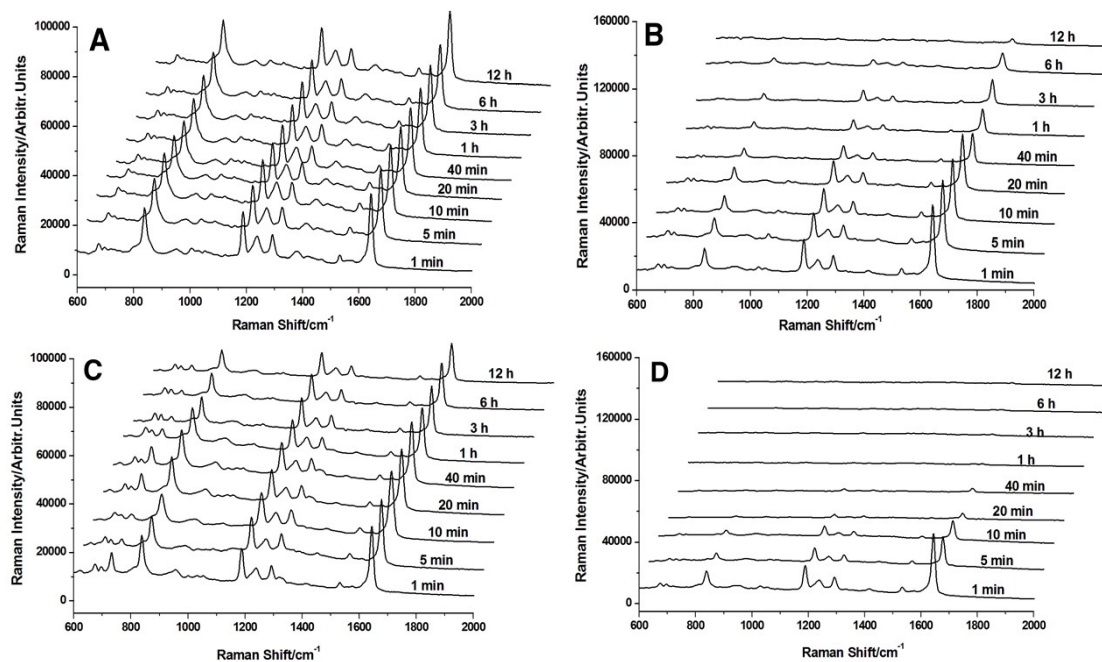 A
Raman Intensity/Arbitr.Units
100000
80000
60000
40000
20000
0
12 h
6 h
3 h
1 h
40 min
20 min
10 min
5 min
1 min
600 800 1000 1200 1400 1600 1800 2000
Raman Shift/cm-1
B
Raman Intensity/Arbitr.Units
160000
120000
80000
40000
0
12 h
6 h
3 h
1 h
40 min
20 min
10 min
5 min
1 min
600 800 1000 1200 1400 1600 1800 2000
Raman Shift/cm-1
C
Raman Intensity/Arbitr.Units
100000
80000
60000
40000
20000
0
12 h
6 h
3 h
1 h
40 min
20 min
10 min
5 min
1 min
600 800 1000 1200 1400 1600 1800 2000
Raman Shift/cm-1
D
Raman Intensity/Arbitr.Units
160000
120000
80000
40000
0
12 h
6 h
3 h
1 h
40 min
20 min
10 min
5 min
1 min
600 800 1000 1200 1400 1600 1800 2000
Raman Shift/cm-1